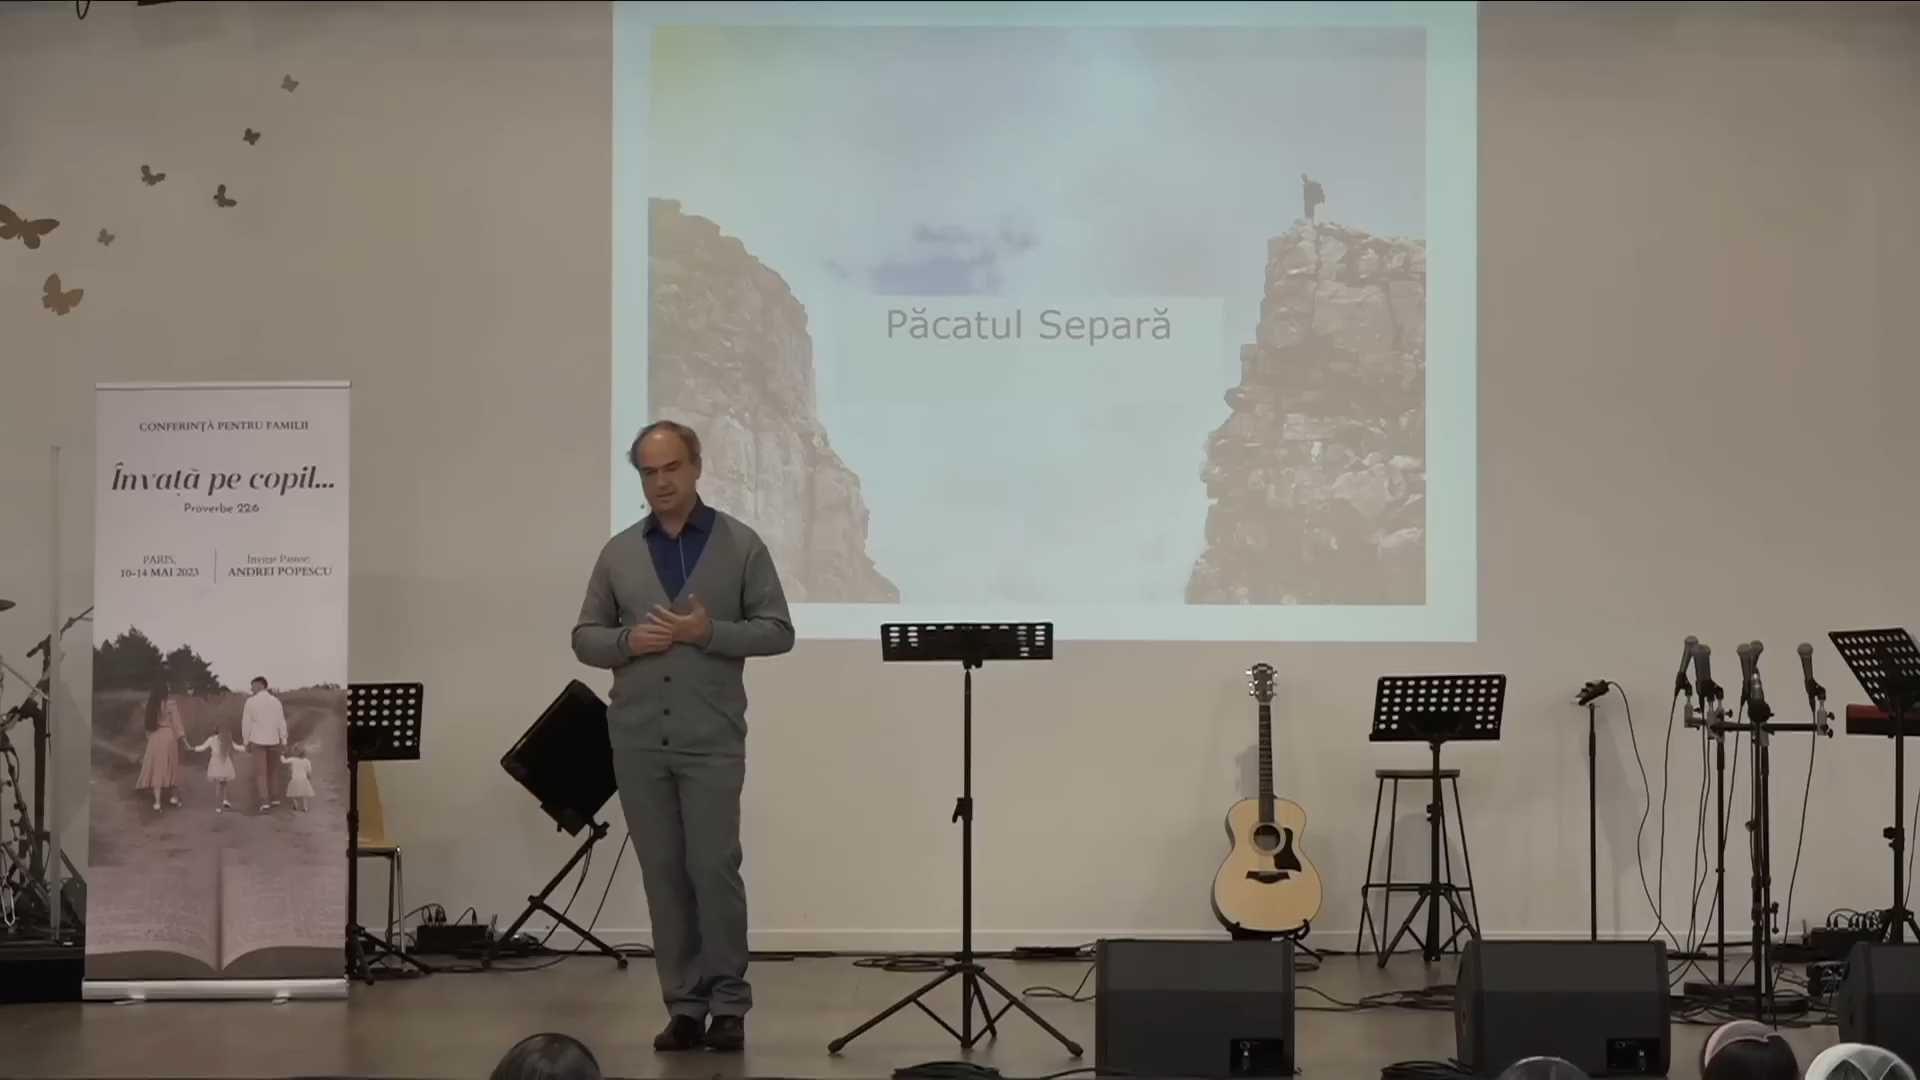 Păcatul Separă
CONFERINȚĂ PENTRU FAMILII
Învață pe copil...
Proverbe 22:6
PARIS,
10-14 MAI 2023
Invitat Pastor:
ANDREI POPESCU